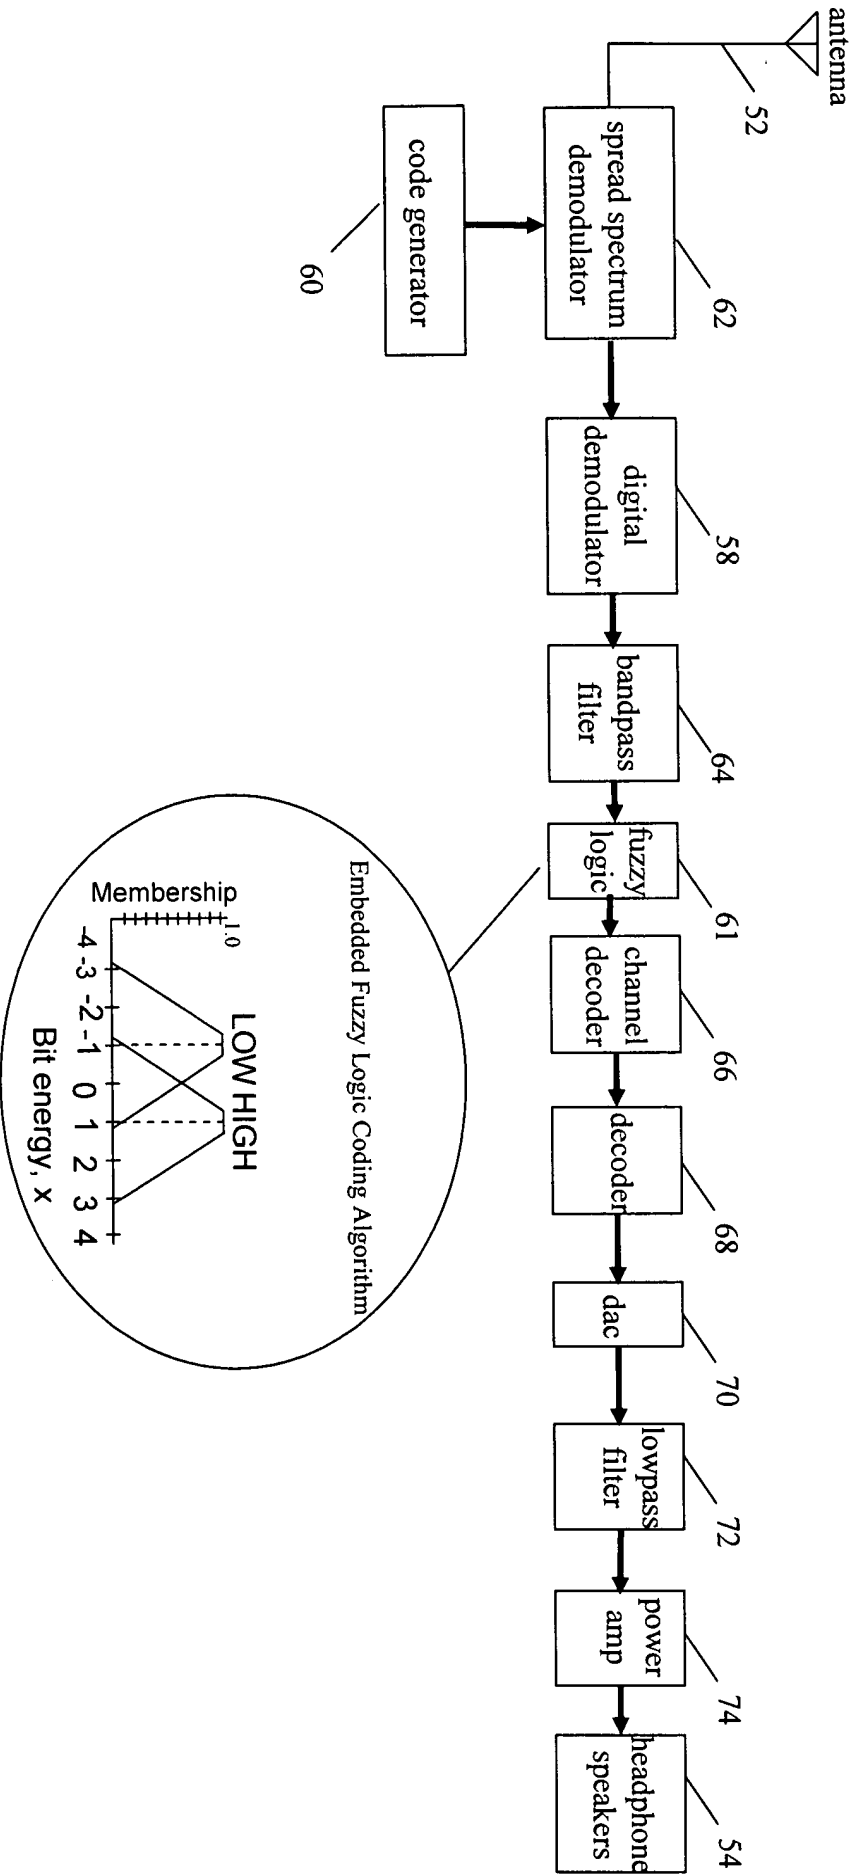 antenna
52
62
58
64
61
66
68
70
72
74
54
spread spectrum
demodulator
digital
demodulator
bandpass
filter
fuzzy
logic
channel
decoder
decoder
dac
lowpass
filter
power
amp
headphone
speakers
code generator
60
Embedded Fuzzy Logic Coding Algorithm
LOW HIGH
1.0
Membership
-4 -3 -2 -1 0 1 2 3 4
Bit energy, x